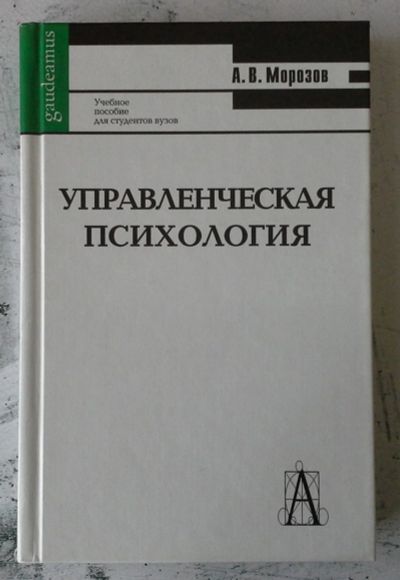 gaudeamus
А. В. Морозов
Учебное
пособие
для студентов вузов
УПРАВЛЕНЧЕСКАЯ
ПСИХОЛОГИЯ
А